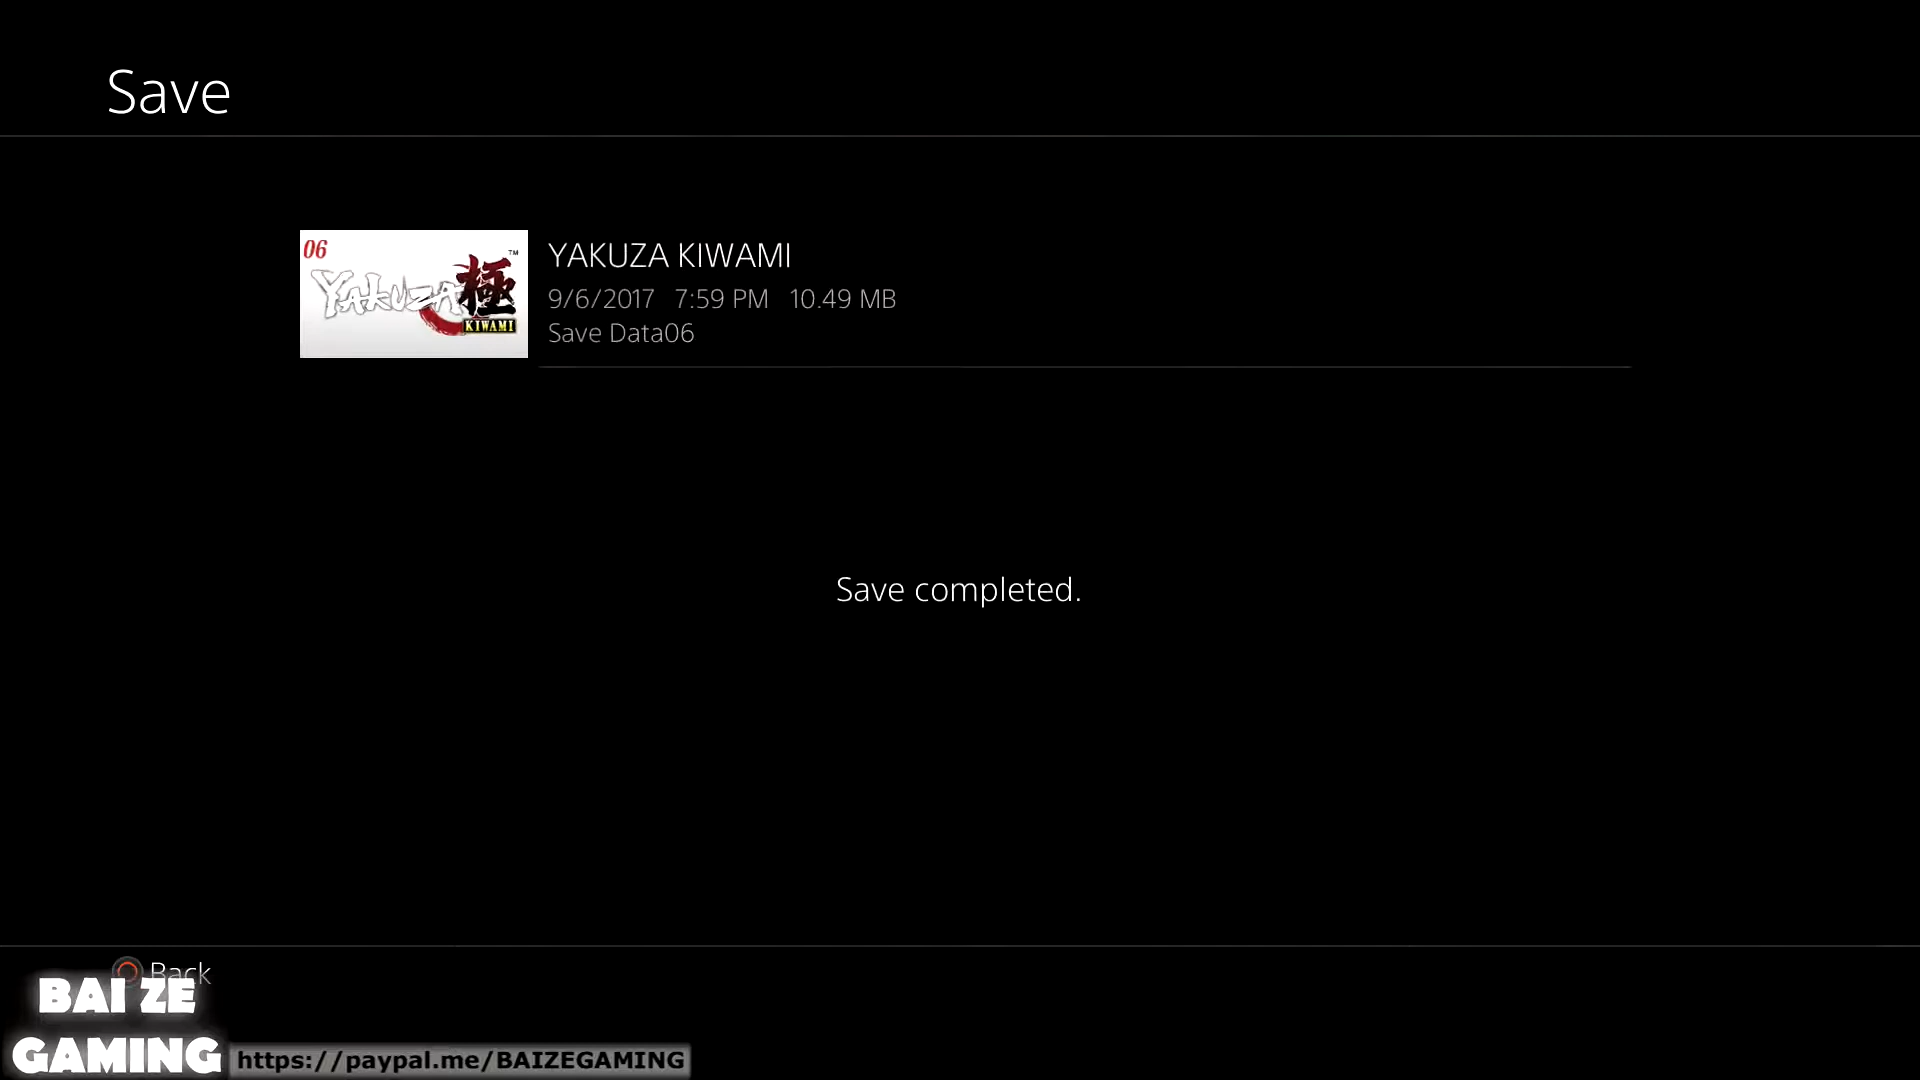 Save
06
YAKUZA 極 ™
KIWAMI
YAKUZA KIWAMI
9/6/2017 7:59 PM 10.49 MB
Save Data06
Save completed.
Back
BAI ZE
GAMING
https://paypal.me/BAIZEGAMING